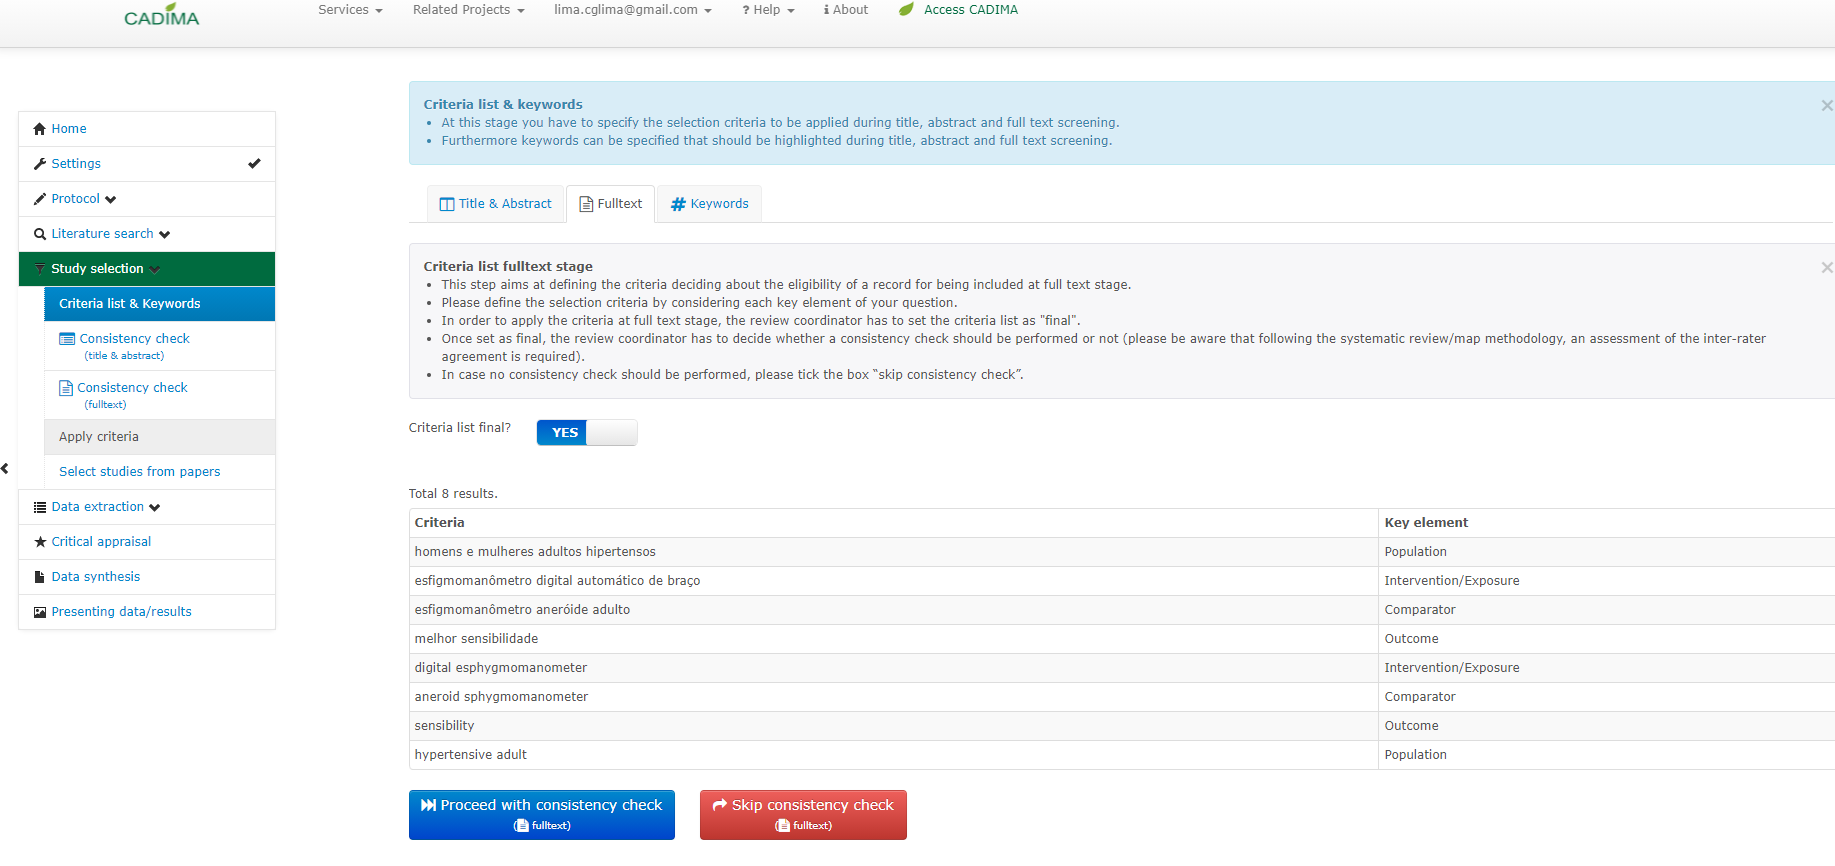 CADIMA
Services
Related Projects
lima.cglima@gmail.com
? Help
i About
Access CADIMA
Home
Settings
Protocol
Literature search
Study selection
Criteria list & Keywords
Consistency check
(title & abstract)
Consistency check
(fulltext)
Apply criteria
Select studies from papers
Data extraction
Critical appraisal
Data synthesis
Presenting data/results
Criteria list & keywords
• At this stage you have to specify the selection criteria to be applied during title, abstract and full text screening.
• Furthermore keywords can be specified that should be highlighted during title, abstract and full text screening.
×
Title & Abstract
Fulltext
# Keywords
Criteria list fulltext stage
• This step aims at defining the criteria deciding about the eligibility of a record for being included at full text stage.
• Please define the selection criteria by considering each key element of your question.
• In order to apply the criteria at full text stage, the review coordinator has to set the criteria list as "final".
• Once set as final, the review coordinator has to decide whether a consistency check should be performed or not (please be aware that following the systematic review/map methodology, an assessment of the inter-rater
agreement is required).
• In case no consistency check should be performed, please tick the box “skip consistency check”.
×
Criteria list final? YES
Total 8 results.
Criteria Key element
homens e mulheres adultos hipertensos Population
esfigmomanômetro digital automático de braço Intervention/Exposure
esfigmomanômetro aneróide adulto Comparator
melhor sensibilidade Outcome
digital esphygmomanometer Intervention/Exposure
aneroid sphygmomanometer Comparator
sensibility Outcome
hypertensive adult Population
Proceed with consistency check
(fulltext)
Skip consistency check
(fulltext)